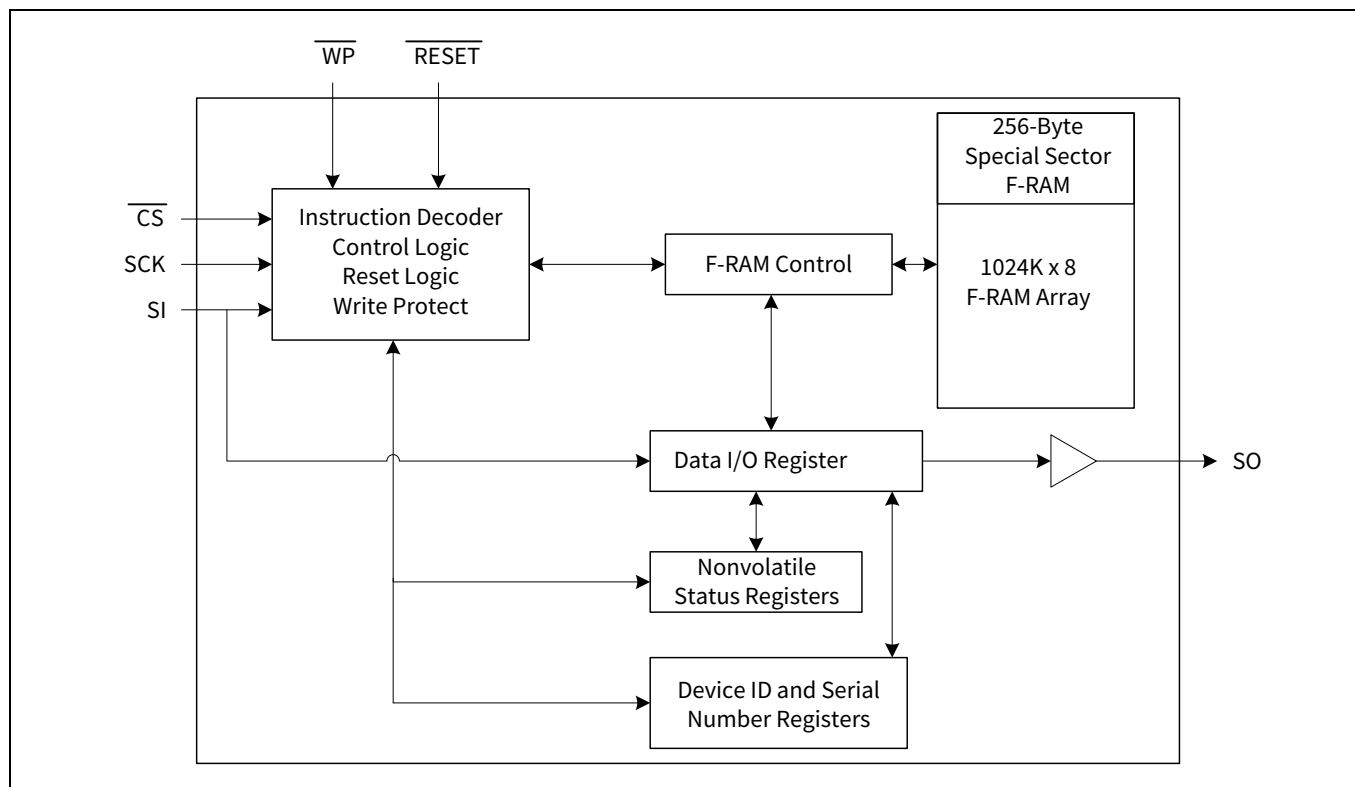 WP
RESET
256-Byte
Special Sector
F-RAM
CS
SCK
SI
Instruction Decoder
Control Logic
Reset Logic
Write Protect
F-RAM Control
1024K x 8
F-RAM Array
Data I/O Register
SO
Nonvolatile
Status Registers
Device ID and Serial
Number Registers